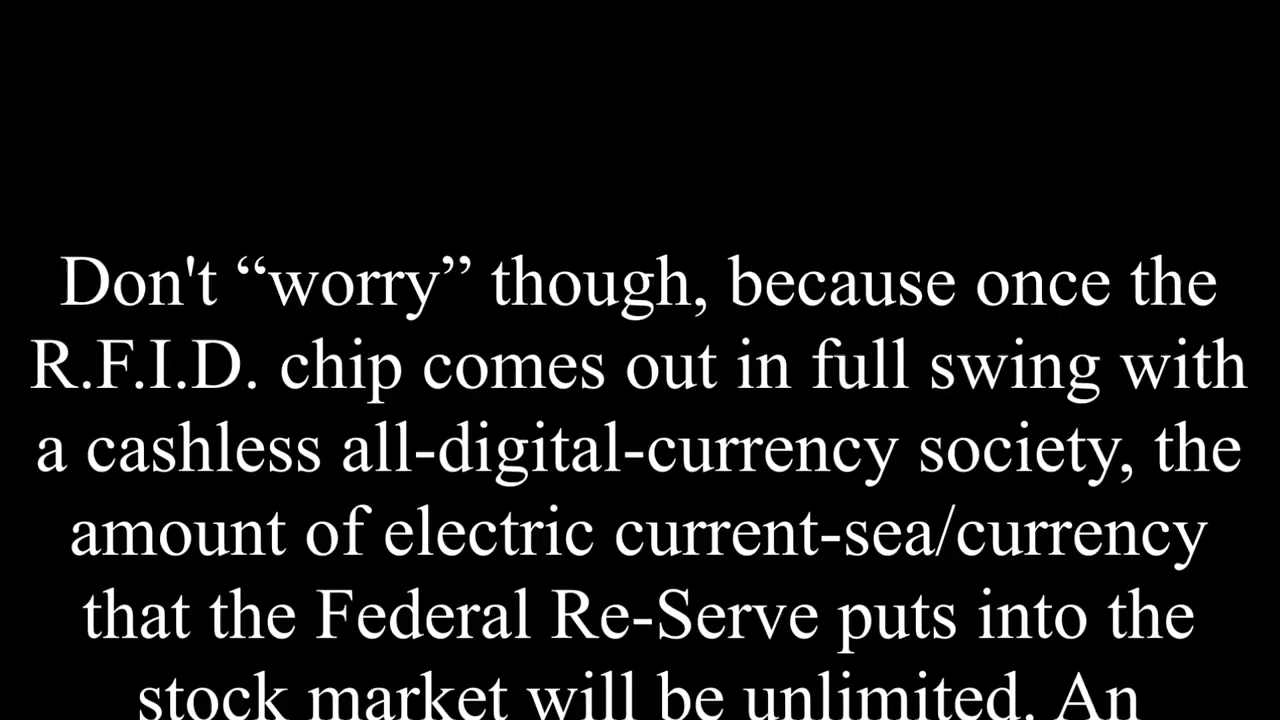 Don't “worry” though, because once the
R.F.I.D. chip comes out in full swing with
a cashless all-digital-currency society, the
amount of electric current-sea/currency
that the Federal Re-Serve puts into the
stock market will be unlimited. An